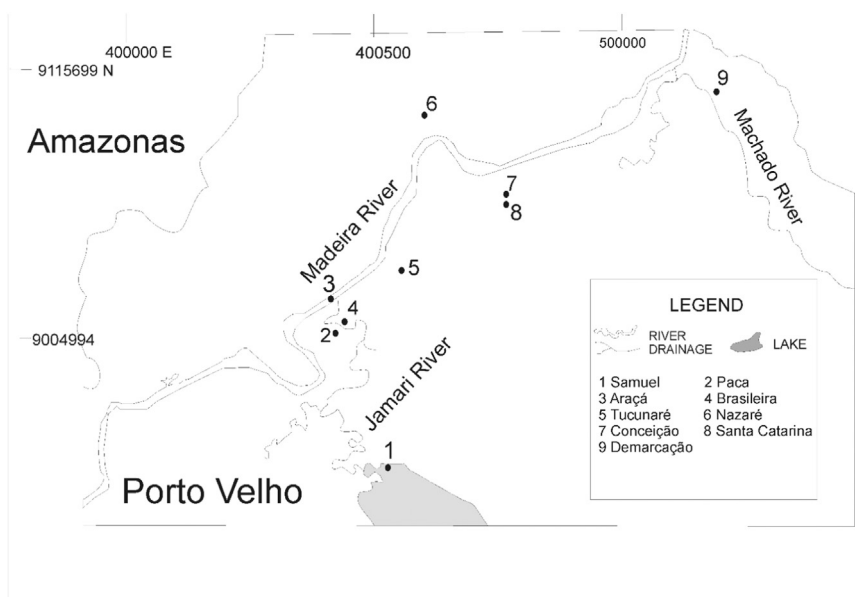 400000 E
400500
500000
9115699 N
9
6
Amazonas
Machado River
7
8
Madeira River
5
3
4
2
9004994
Jamari River
1
Porto Velho
LEGEND
RIVER
DRAINAGE
LAKE
1 Samuel 2 Paca
3 Araçá 4 Brasileira
5 Tucunaré 6 Nazaré
7 Conceição 8 Santa Catarina
9 Demarcação